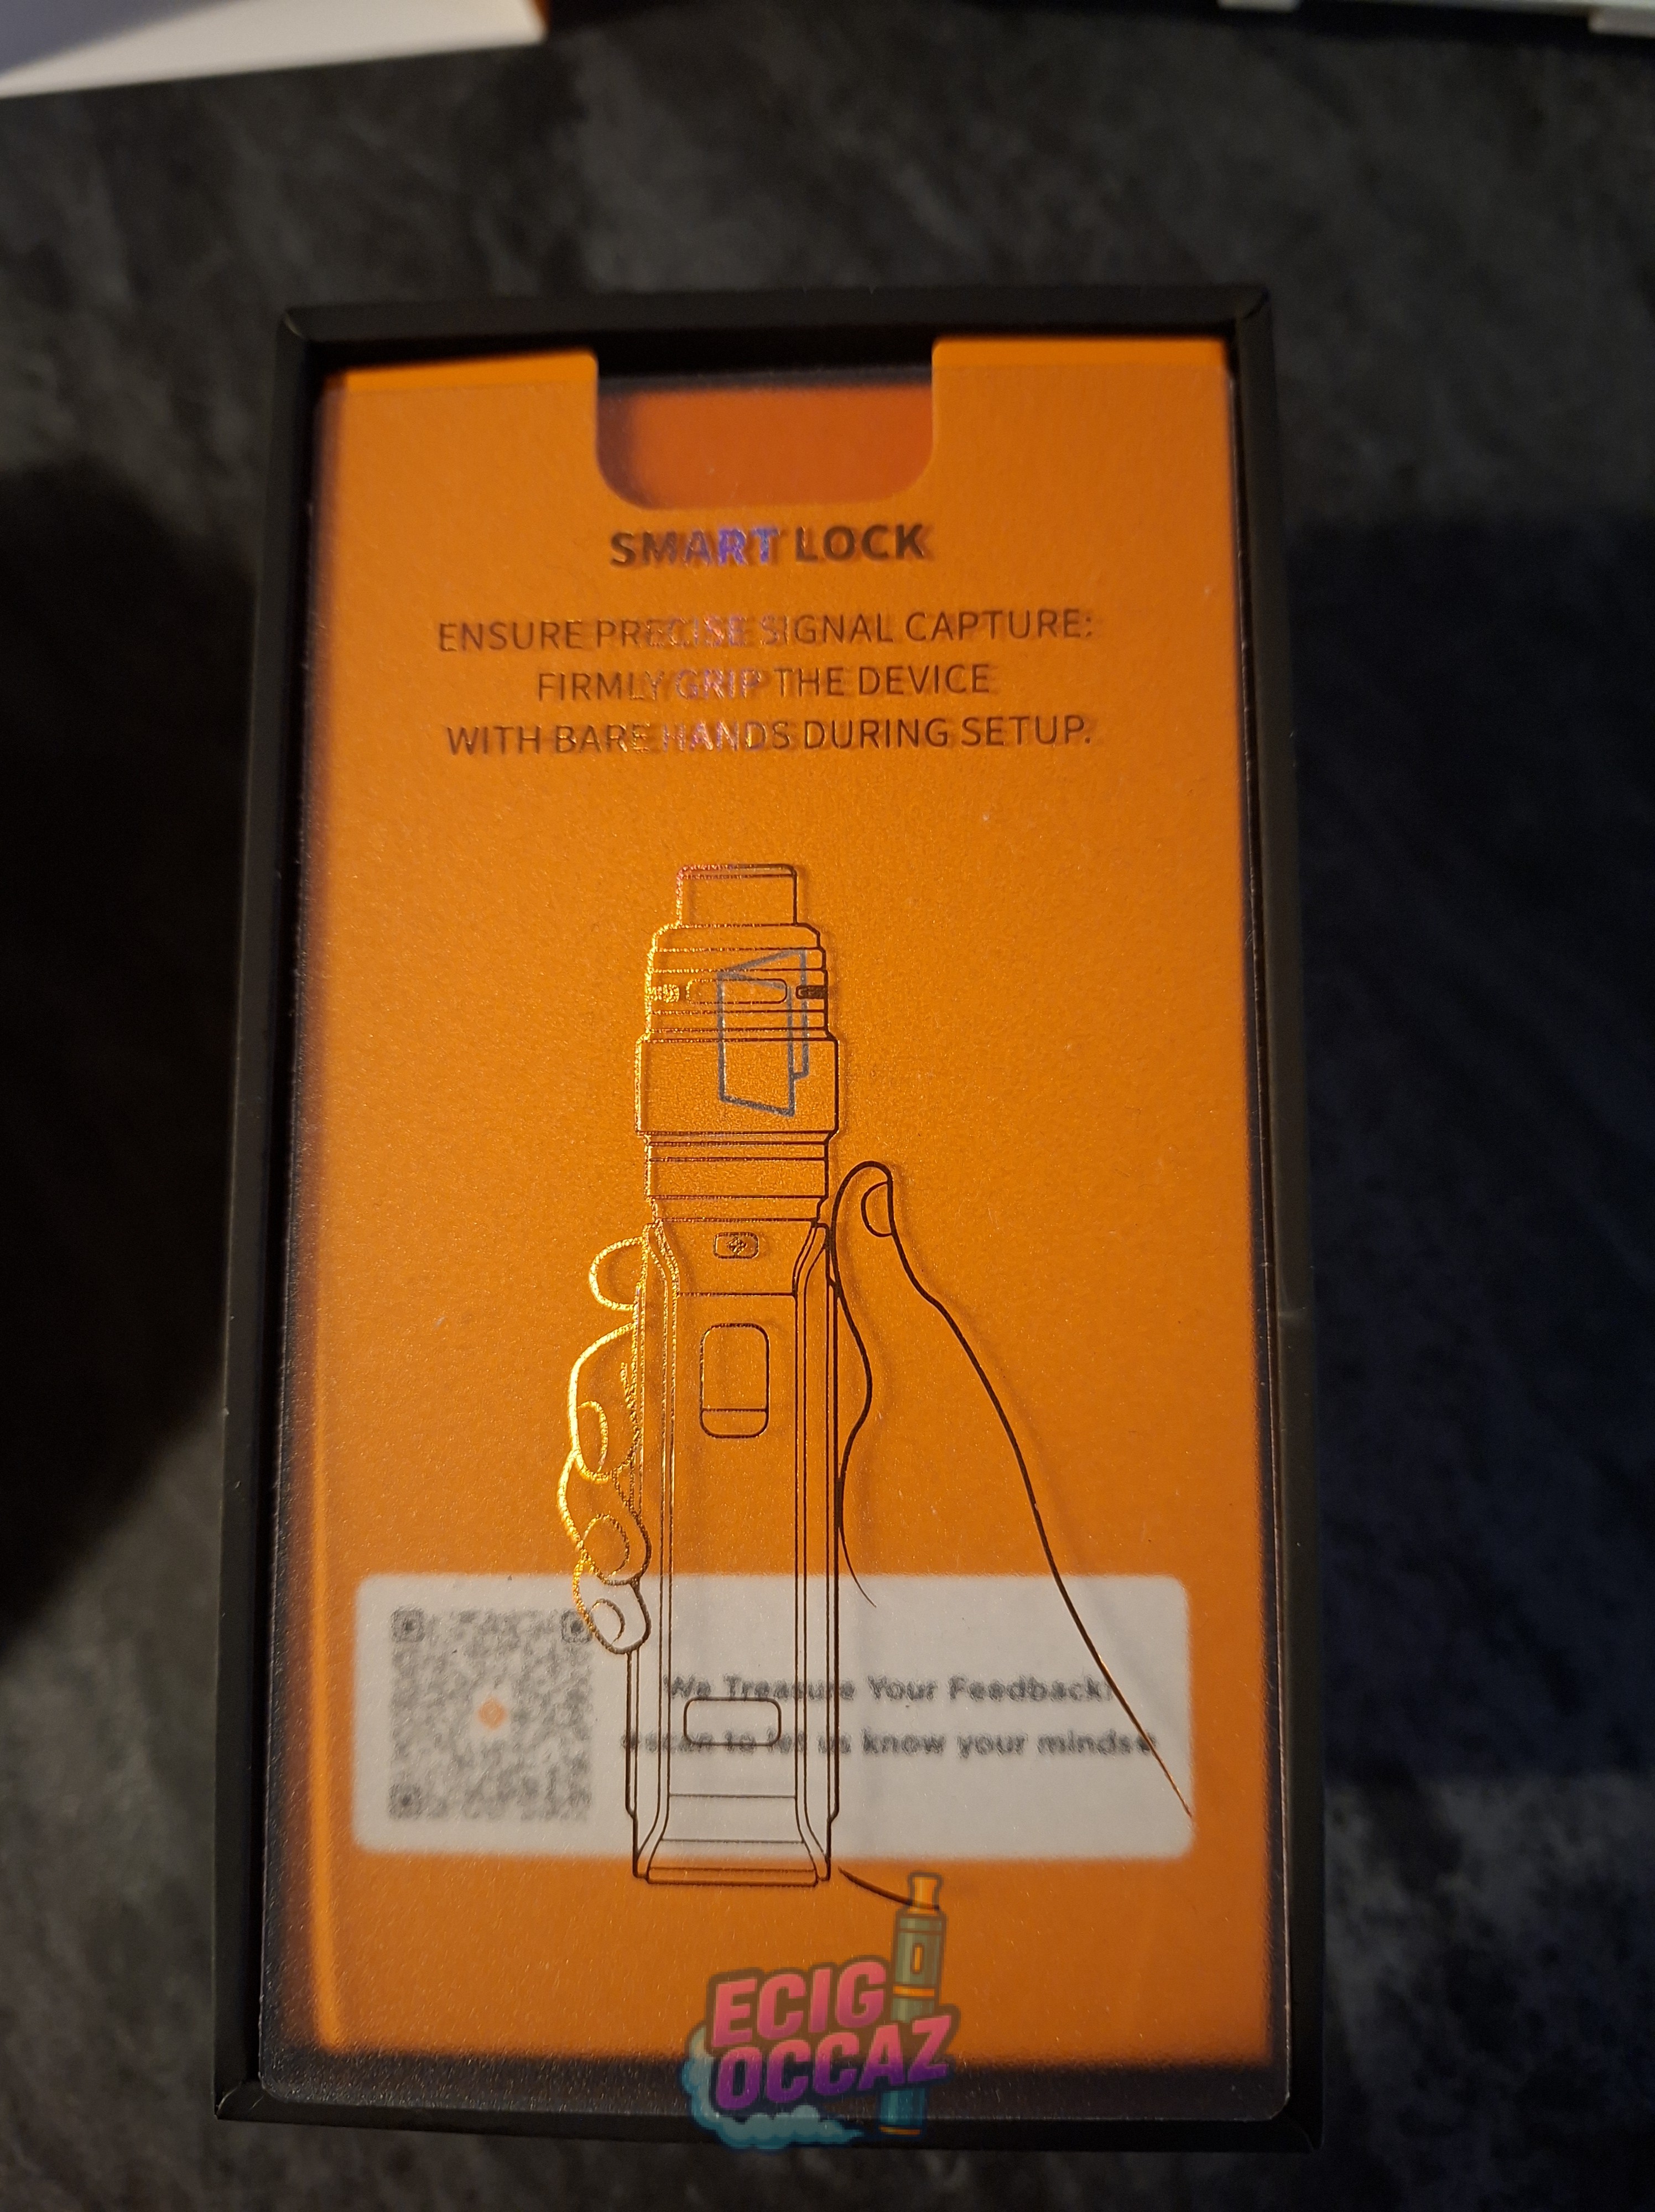 SMART LOCK
ENSURE PRECISE SIGNAL CAPTURE:
FIRMLY GRIP THE DEVICE
WITH BARE HANDS DURING SETUP.
We Treasure Your Feedback!
scan to let us know your minds
ECIG
OCCAZ